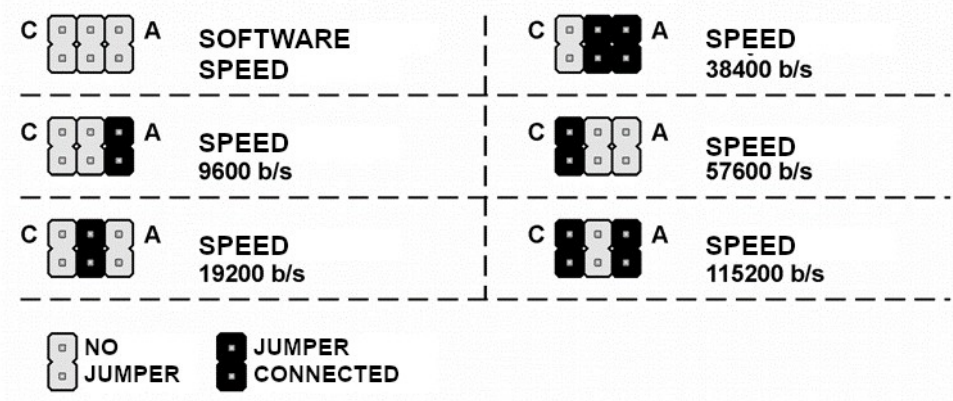 C A SOFTWARE
SPEED
C A SPEED
38400 b/s
C A SPEED
9600 b/s
C A SPEED
57600 b/s
C A SPEED
19200 b/s
C A SPEED
115200 b/s
NO
JUMPER
JUMPER
CONNECTED